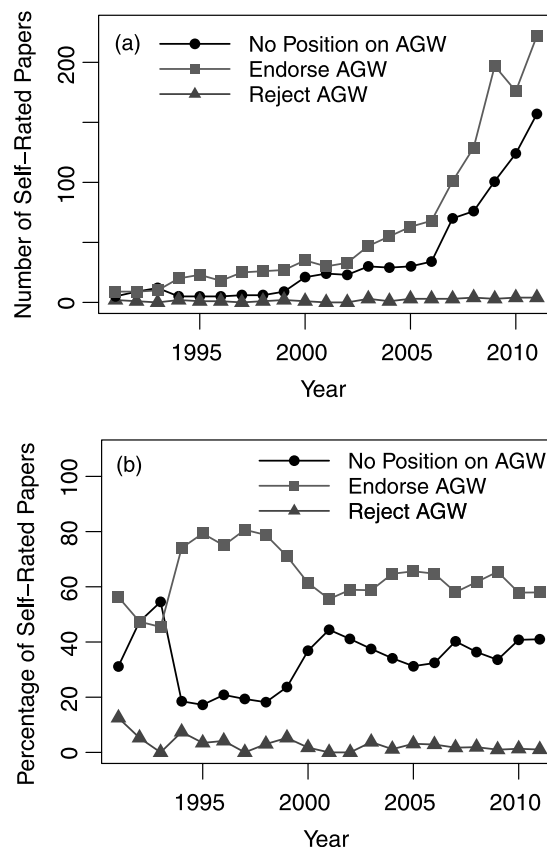 (a)
No Position on AGW
Endorse AGW
Reject AGW
Number of Self−Rated Papers
0
100
200
1995
2000
2005
2010
Year
(b)
No Position on AGW
Endorse AGW
Reject AGW
Percentage of Self−Rated Papers
0
20
40
60
80
100
1995
2000
2005
2010
Year